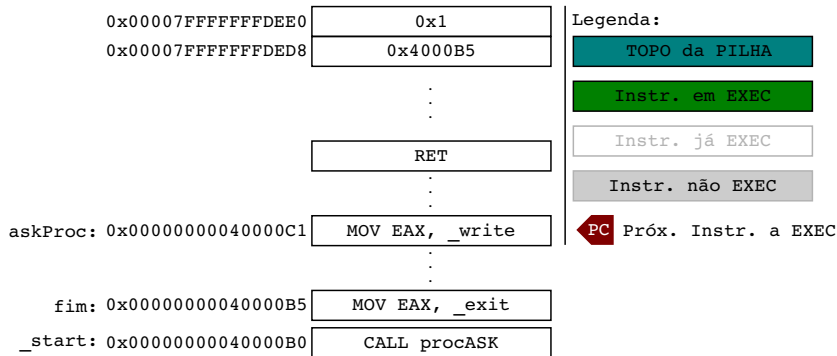 0x00007FFFFFFFDEE0 0x1
0x00007FFFFFFFDED8 0x4000B5
.
.
.
RET
.
.
.
askProc: 0x00000000040000C1 MOV EAX, _write
.
.
.
fim: 0x00000000040000B5 MOV EAX, _exit
_start: 0x00000000040000B0 CALL procASK
Legenda:
TOPO da PILHA
Instr. em EXEC
Instr. já EXEC
Instr. não EXEC
PC Próx. Instr. a EXEC